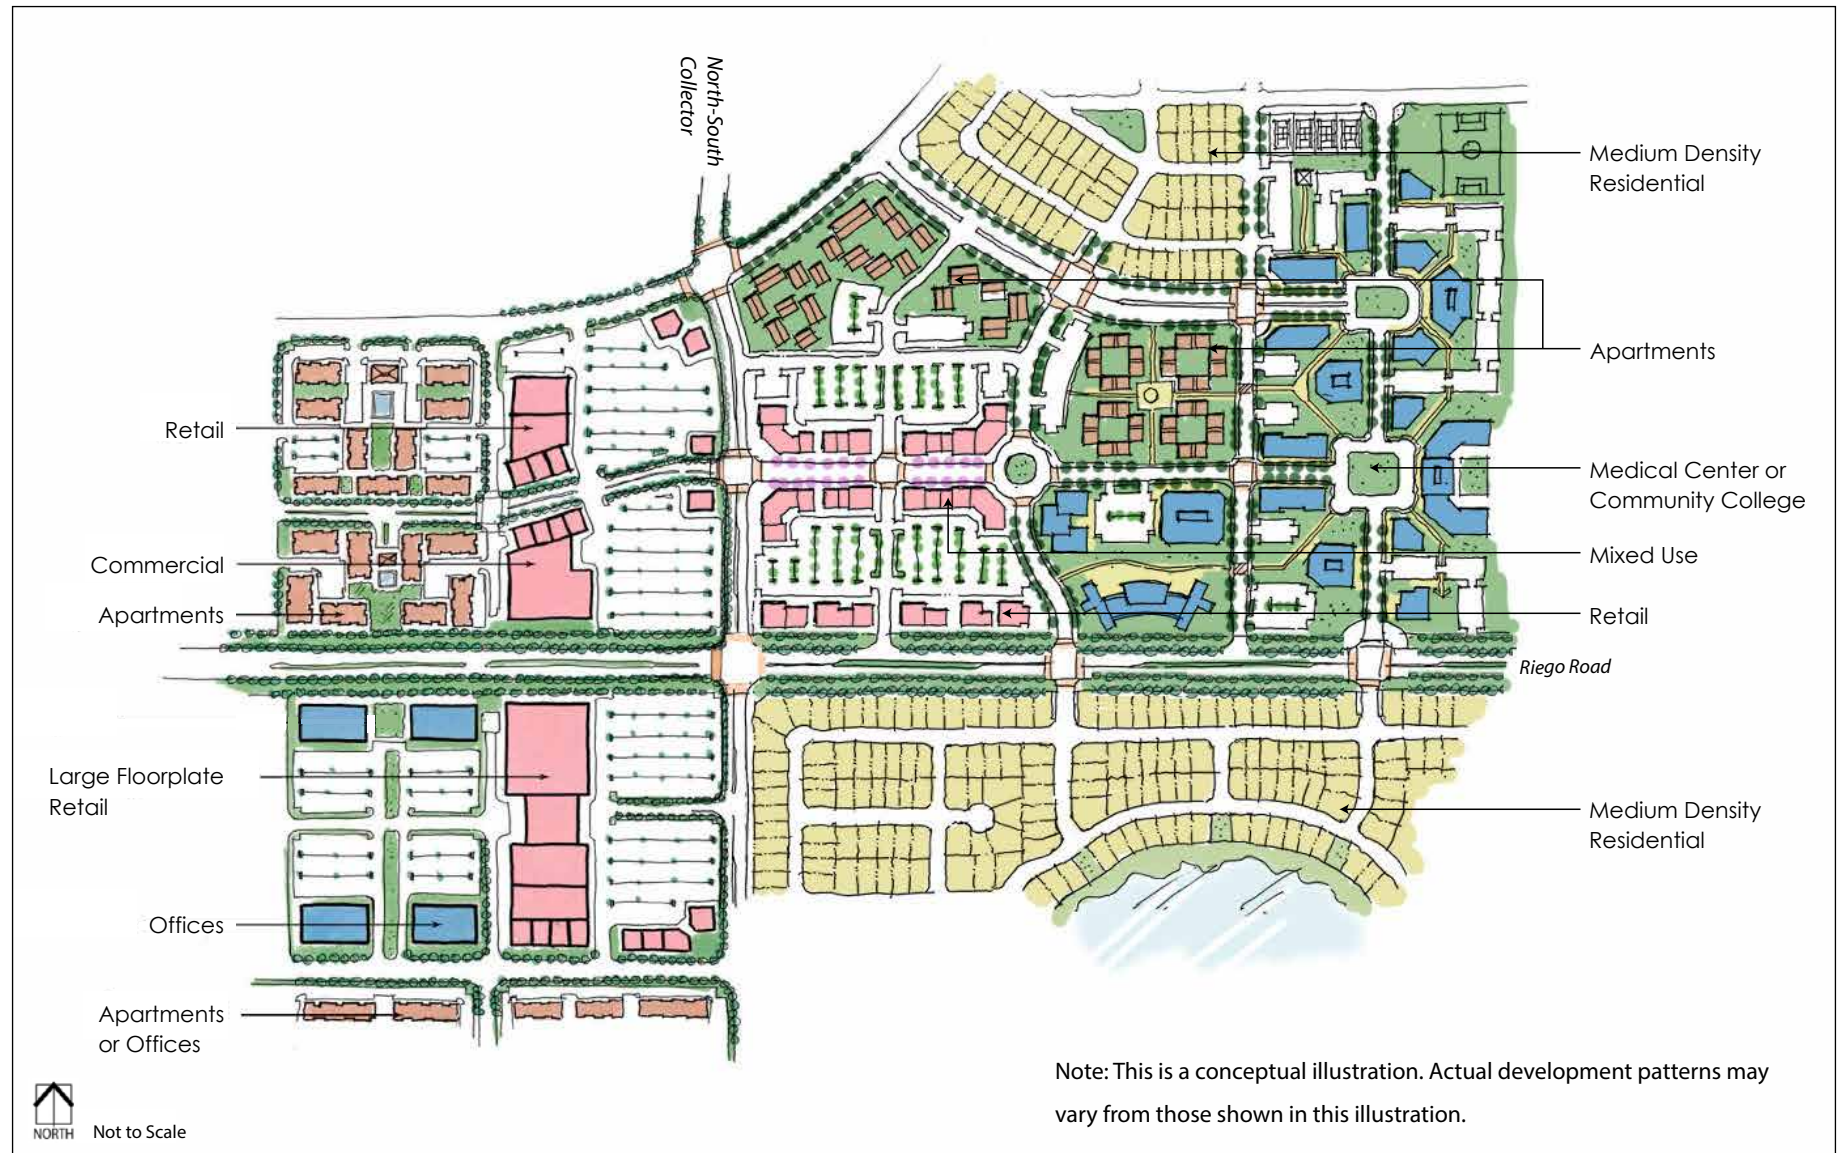 North-South
Collector
Medium Density
Residential
Apartments
Retail
Medical Center or
Community College
Commercial
Mixed Use
Apartments
Retail
Riego Road
Large Floorplate
Retail
Medium Density
Residential
Offices
Apartments
or Offices
Note: This is a conceptual illustration. Actual development patterns may
vary from those shown in this illustration.
NORTH
Not to Scale